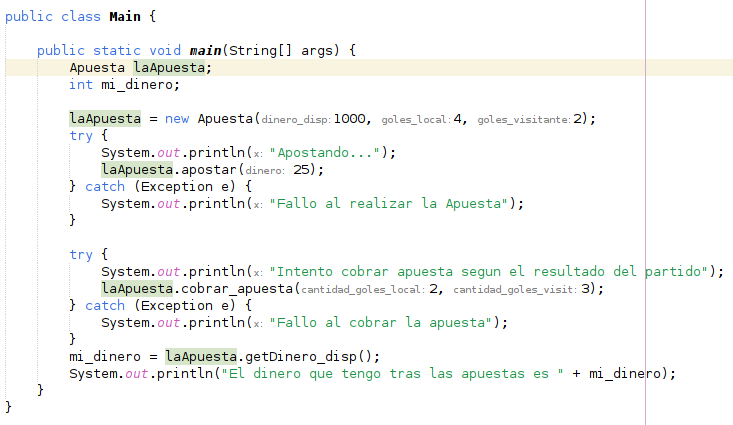 public class Main {
public static void main(String[] args) {
Apuesta laApuesta;
int mi_dinero;
laApuesta = new Apuesta(dinero_disp: 1000, goles_local: 4, goles_visitante: 2);
try {
System.out.println(x: "Apostando...");
laApuesta.apostar(dinero: 25);
} catch (Exception e) {
System.out.println(x: "Fallo al realizar la Apuesta");
}
try {
System.out.println(x: "Intento cobrar apuesta segun el resultado del partido");
laApuesta.cobrar_apuesta(cantidad_goles_local: 2, cantidad_goles_visit: 3);
} catch (Exception e) {
System.out.println(x: "Fallo al cobrar la apuesta");
}
mi_dinero = laApuesta.getDinero_disp();
System.out.println("El dinero que tengo tras las apuestas es " + mi_dinero);
}
}